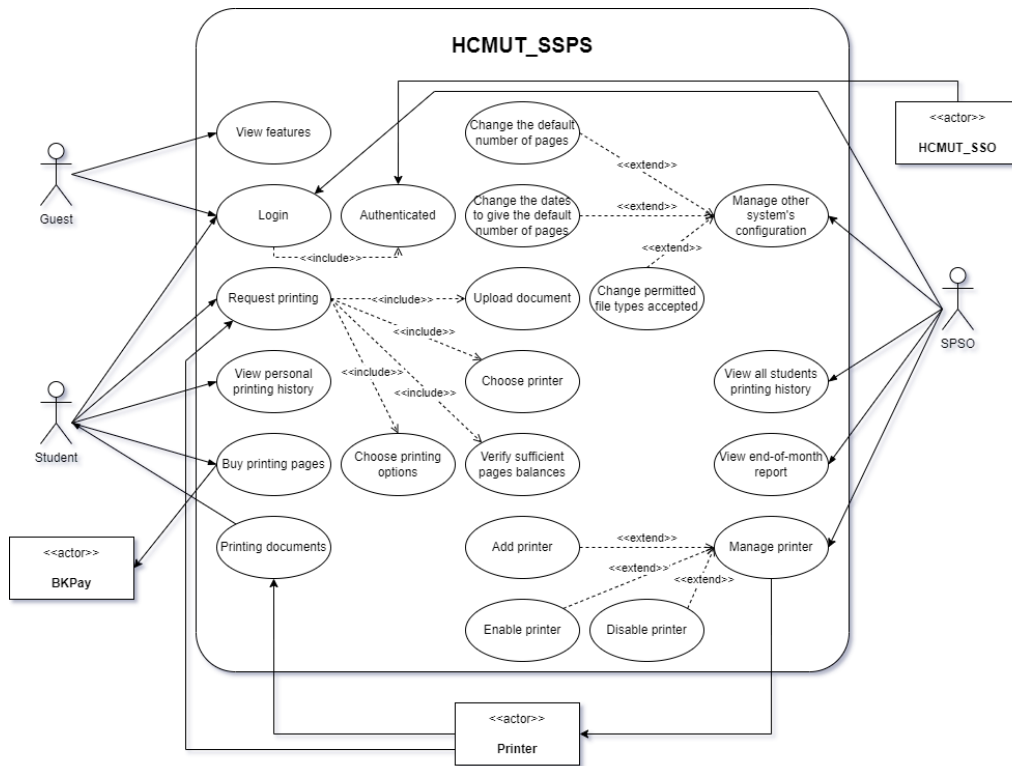 HCMUT_SSPS
View features
Change the default
number of pages
<<actor>>
HCMUT_SSO
<<extend>>
Guest
Login
Authenticated
Change the dates
to give the default
number of pages
<<extend>>
Manage other
system's
configuration
<<extend>>
<<include>>
Request printing
<<include>>
Upload document
Change permitted
file types accepted
<<include>>
SPSO
View personal
printing history
<<include>>
Choose printer
View all students
printing history
<<include>>
Student
Buy printing pages
Choose printing
options
Verify sufficient
pages balances
View end-of-month
report
<<actor>>
BKPay
Printing documents
Add printer
<<extend>>
Manage printer
<<extend>>
<<extend>>
Enable printer
Disable printer
<<actor>>
Printer